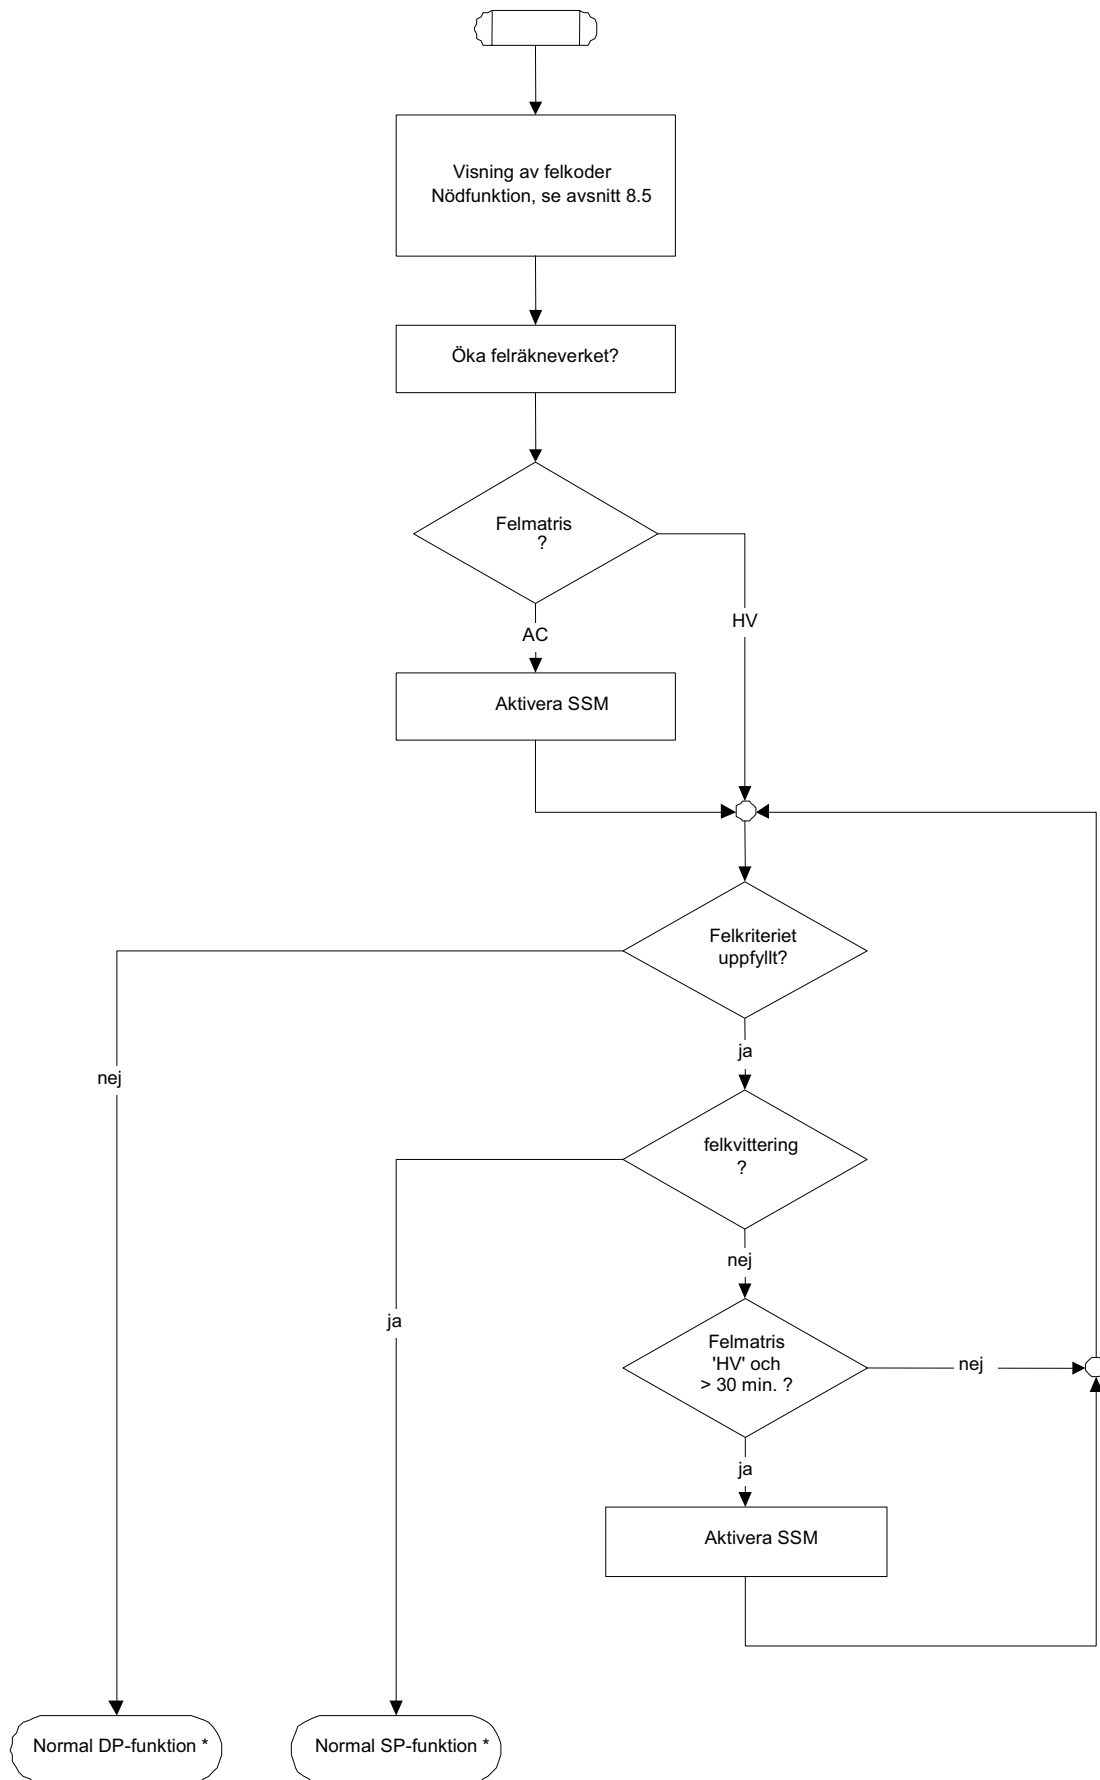 Visning av felkoder
Nödfunktion, se avsnitt 8.5
Öka felräkneverket?
Felmatris
?
AC
HV
Aktivera SSM
Felkriteriet
uppfyllt?
nej
ja
felkvittering
?
ja
nej
Felmatris
'HV' och
> 30 min. ?
nej
ja
Aktivera SSM
Normal DP-funktion *
Normal SP-funktion *